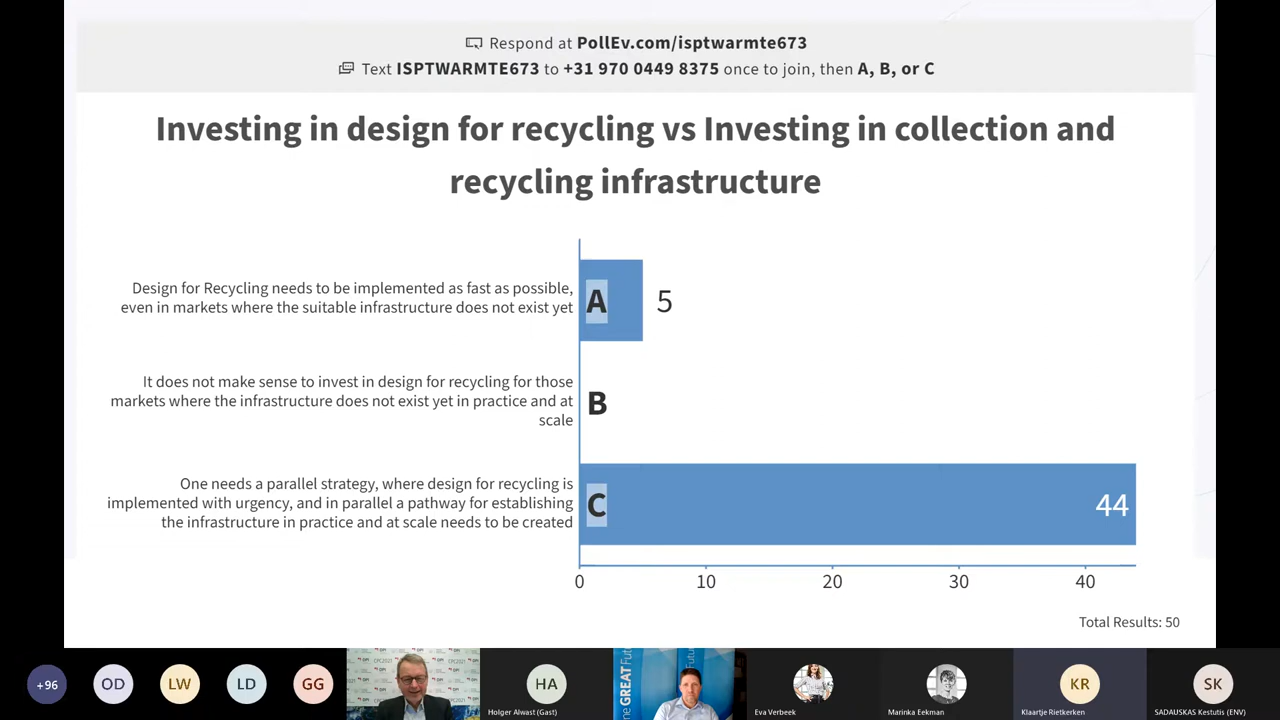 Respond at PollEv.com/isptwarmte673
Text ISPTWARMTE673 to +31 970 0449 8375 once to join, then A, B, or C
Investing in design for recycling vs Investing in collection and
recycling infrastructure
Design for Recycling needs to be implemented as fast as possible,
even in markets where the suitable infrastructure does not exist yet
A
5
It does not make sense to invest in design for recycling for those
markets where the infrastructure does not exist yet in practice and at
scale
B
One needs a parallel strategy, where design for recycling is
implemented with urgency, and in parallel a pathway for establishing
the infrastructure in practice and at scale needs to be created
C
44
0 10 20 30 40
Total Results: 50
+96
OD
LW
LD
GG
CPC2021
HA
Holger Alwast (Gast)
GREAT
Eva Verbeek
Marinka Eekman
KR
Klaartje Rietkerken
SK
SADAUSKAS Kestutis (ENV)